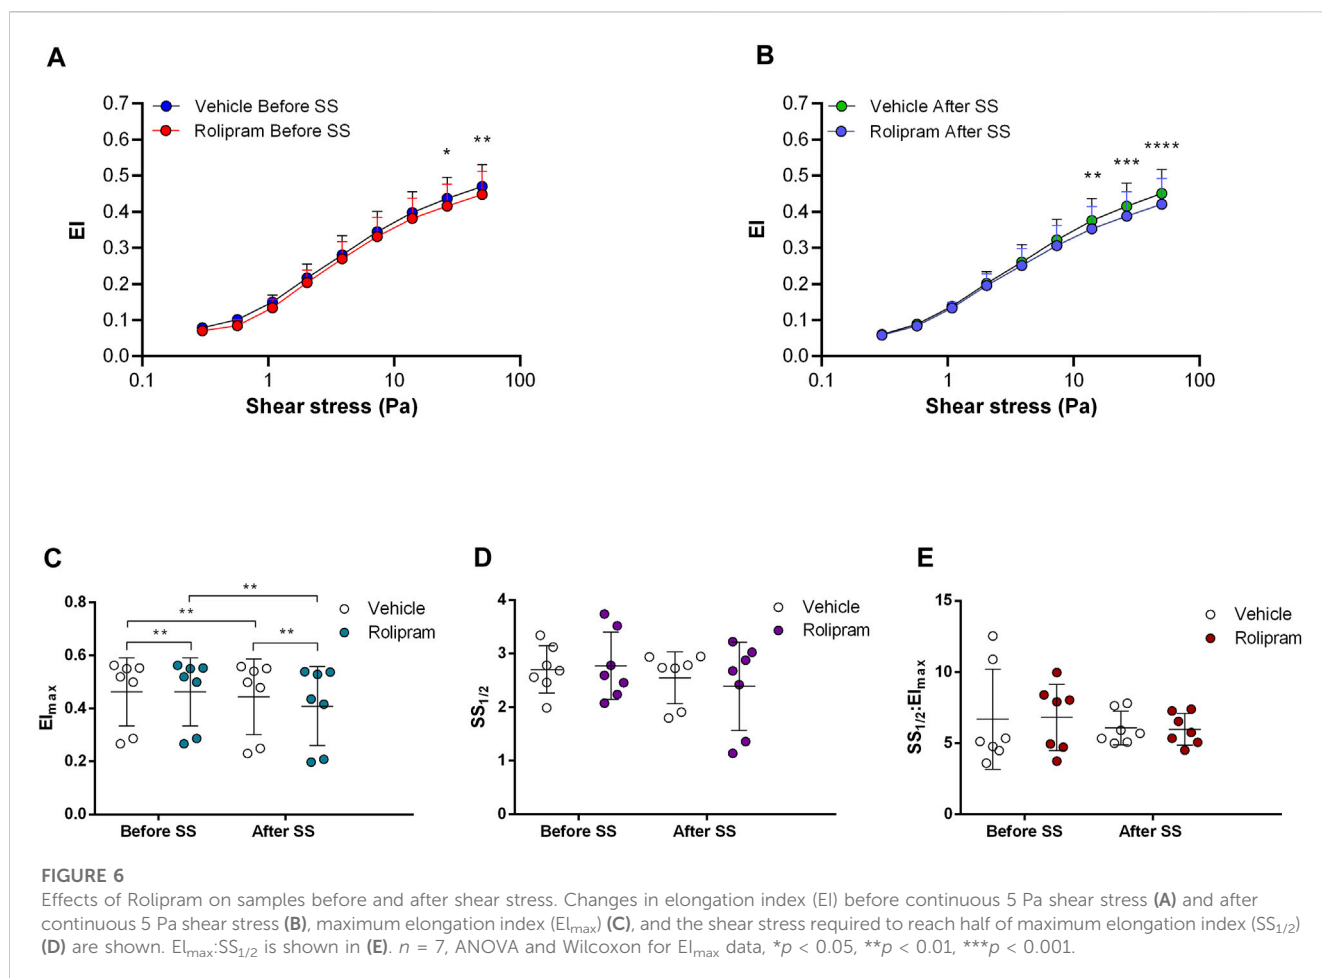 A
Vehicle Before SS
Rolipram Before SS
* **
0.7
0.6
0.5
0.4
0.3
0.2
0.1
0.0
EI
0.1 1 10 100
Shear stress (Pa)
B
Vehicle After SS
Rolipram After SS
** *** ****
0.7
0.6
0.5
0.4
0.3
0.2
0.1
0.0
EI
0.1 1 10 100
Shear stress (Pa)
C
**
**
** **
Vehicle
Rolipram
0.8
0.6
0.4
0.2
0.0
EImax
Before SS After SS
D
Vehicle
Rolipram
4
3
2
1
0
SS1/2
Before SS After SS
E
Vehicle
Rolipram
15
10
5
0
SS1/2:EImax
Before SS After SS
FIGURE 6
Effects of Rolipram on samples before and after shear stress. Changes in elongation index (EI) before continuous 5 Pa shear stress (A) and after
continuous 5 Pa shear stress (B), maximum elongation index (EImax) (C), and the shear stress required to reach half of maximum elongation index (SS1/2)
(D) are shown. EImax:SS1/2 is shown in (E). n = 7, ANOVA and Wilcoxon for EImax data, *p < 0.05, **p < 0.01, ***p < 0.001.